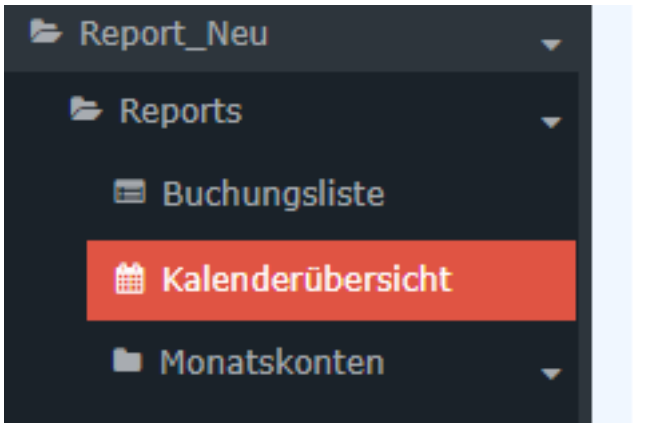 Report_Neu
Reports
Buchungsliste
Kalenderübersicht
Monatskonten